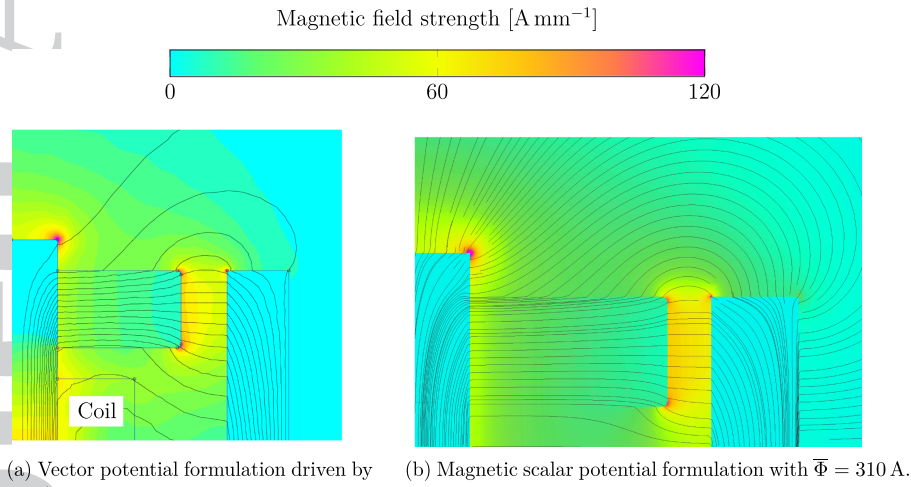 Magnetic field strength [A mm⁻¹]
0 60 120
Coil
(a) Vector potential formulation driven by
(b) Magnetic scalar potential formulation with Φ̅ = 310 A.